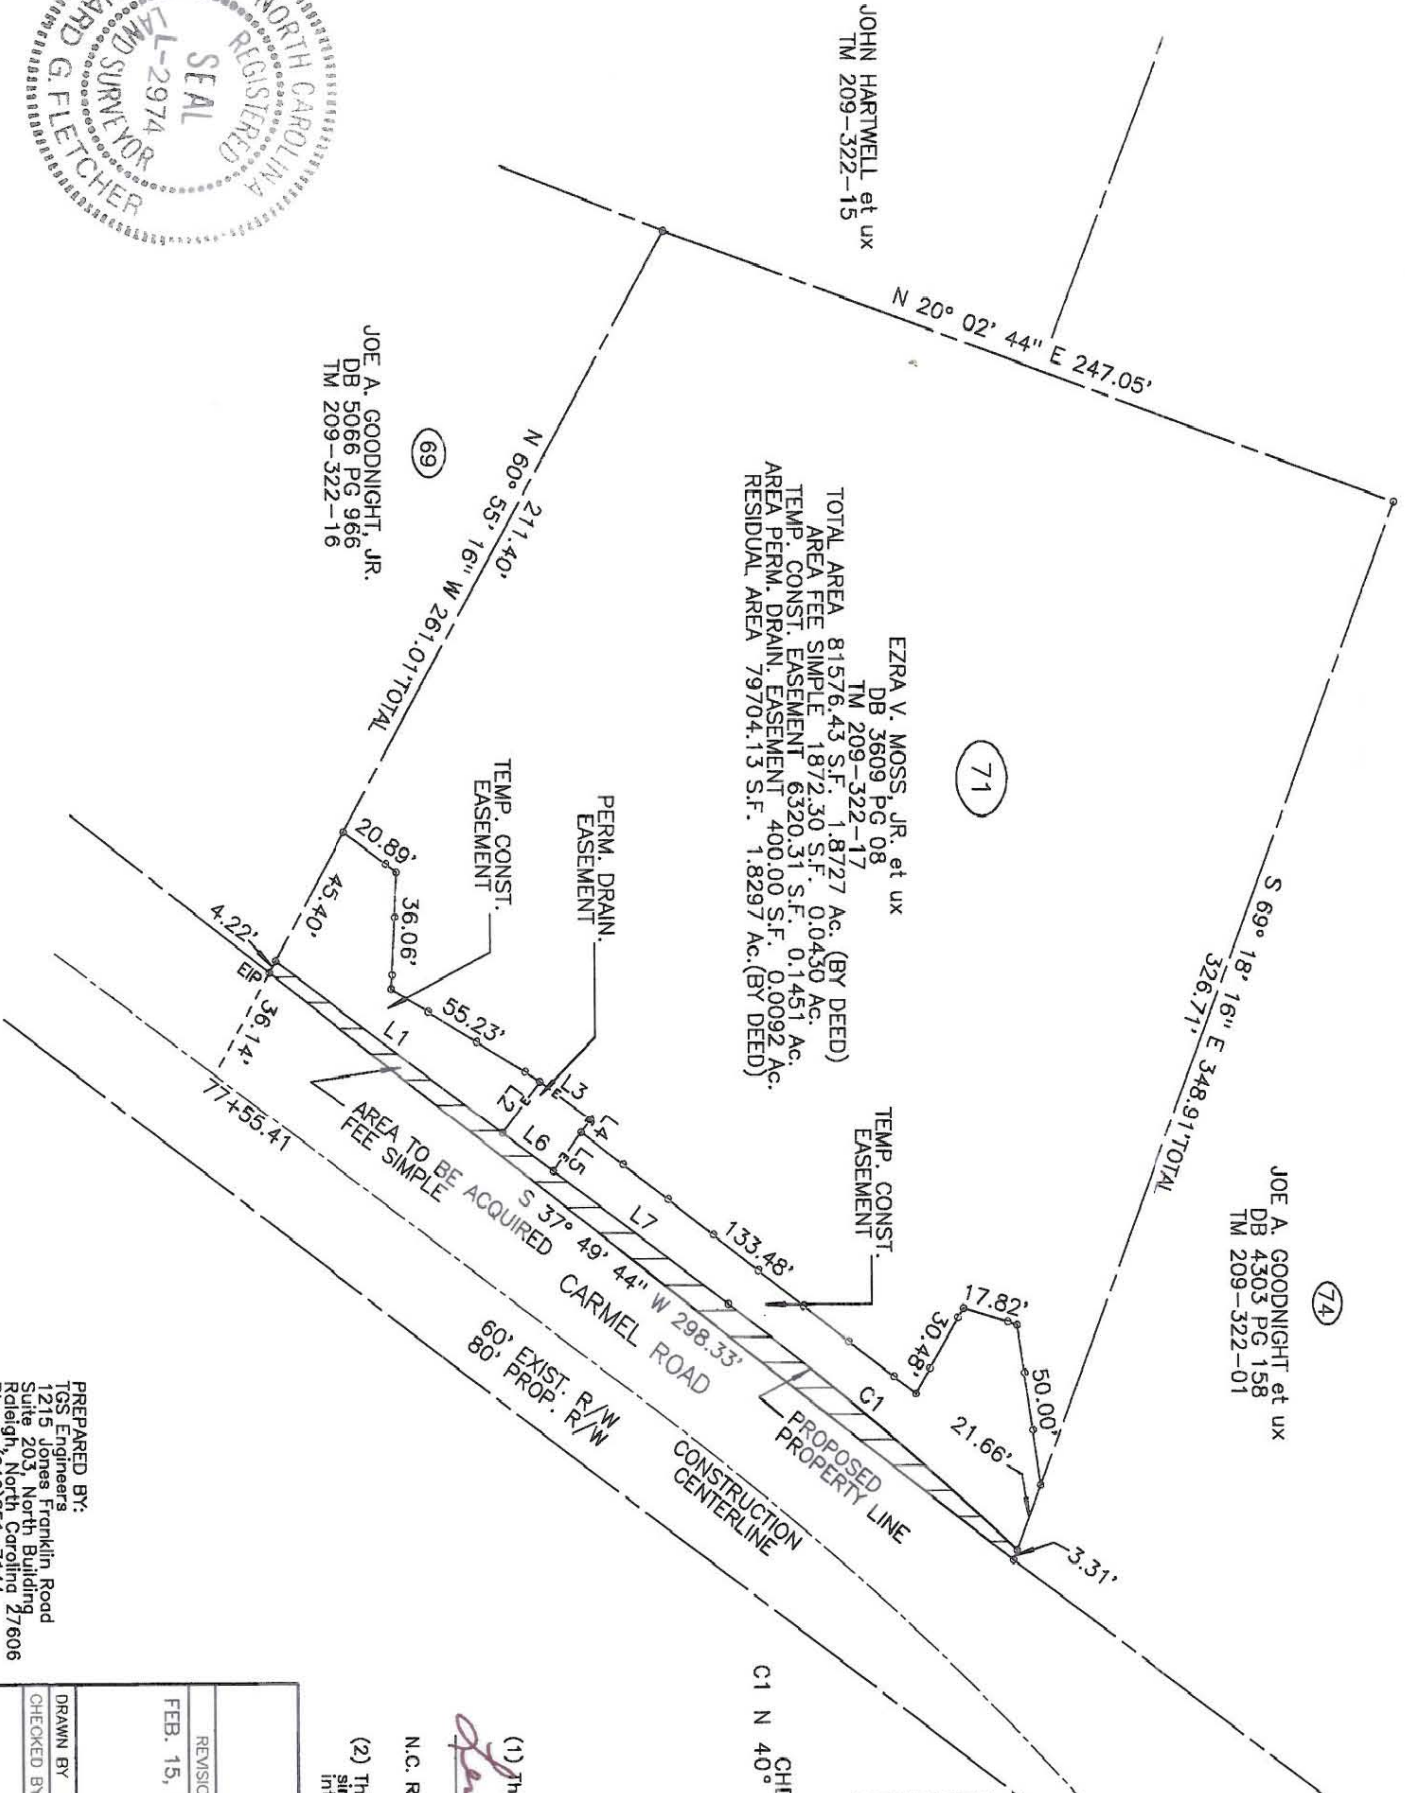 JOHN HARTWELL et ux
TM 209-322-15
NORTH CAROLINA
REGISTERED
SEAL
L-2974
LAND SURVEYOR
ARD G. FLETCHER
N 20° 02' 44" E 247.05'
S 69° 18' 16" E 348.91'TOTAL
326.71'
74
JOE A. GOODNIGHT et ux
DB 4303 PG 158
TM 209-322-01
71
EZRA V. MOSS, JR. et ux
DB 3609 PG 08
TM 209-322-17
TOTAL AREA 81576.43 S.F. 1.8727 Ac. (BY DEED)
AREA FEE SIMPLE 1872.30 S.F. 0.0430 Ac.
TEMP. CONST. EASEMENT 6320.31 S.F. 0.1451 Ac.
AREA PERM. DRAIN. EASEMENT 400.00 S.F. 0.0092 Ac.
RESIDUAL AREA 79704.13 S.F. 1.8297 Ac.(BY DEED)
69
JOE A. GOODNIGHT, JR.
DB 5066 PG 966
TM 209-322-16
211.40'
N 60° 55' 16" W 261.01'TOTAL
TEMP. CONST.
EASEMENT
PERM. DRAIN.
EASEMENT
TEMP. CONST.
EASEMENT
20.89'
36.06'
45.40'
4.22'
EIP
36.14'
77+55.41
55.23'
L1
L2
L3
L4
L5
L6
L7
133.48'
30.48'
17.82'
50.00'
21.66'
3.31'
C1
AREA TO BE ACQUIRED
FEE SIMPLE
S 37° 49' 44" W 298.33'
CARMEL ROAD
60' EXIST. R/W
80' PROP. R/W
PROPOSED
PROPERTY LINE
CONSTRUCTION
CENTERLINE
C1 N 40°
(1) Th
N.C. R
(2) Th
PREPARED BY:
TGS Engineers
1215 Jones Franklin Road
Suite 203, North Building
Raleigh, North Carolina 27606
REVISIO
FEB. 15,
DRAWN BY
CHECKED BY